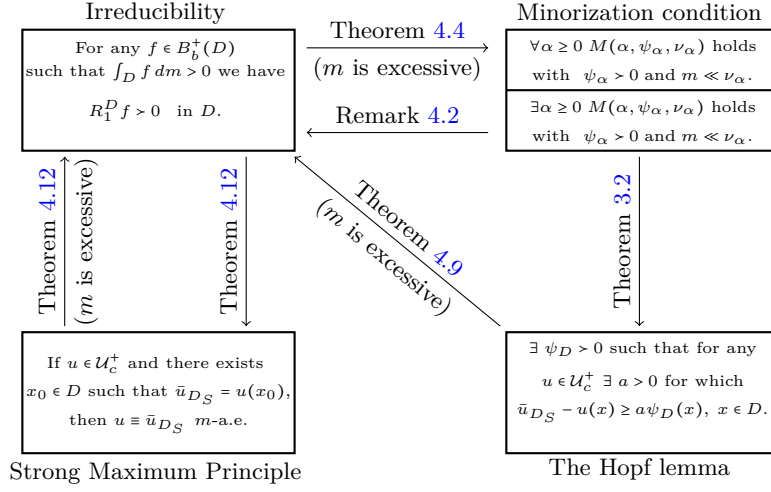 Irreducibility
For any f ∈ B_b^+(D)
such that ∫_D f dm > 0 we have
R_1^D f > 0 in D.
Theorem 4.4
(m is excessive)
Remark 4.2
Minorization condition
∀α ≥ 0 M(α, ψ_α, ν_α) holds
with ψ_α > 0 and m ≪ ν_α.
∃α ≥ 0 M(α, ψ_α, ν_α) holds
with ψ_α > 0 and m ≪ ν_α.
Theorem 4.12
(m is excessive)
Theorem 4.12
Theorem 4.9
(m is excessive)
Theorem 3.2
If u ∈ 𝒰_c^+ and there exists
x_0 ∈ D such that ū_{D_S} = u(x_0),
then u ≡ ū_{D_S} m-a.e.
Strong Maximum Principle
∃ ψ_D > 0 such that for any
u ∈ 𝒰_c^+ ∃ a > 0 for which
ū_{D_S} − u(x) ≥ aψ_D(x), x ∈ D.
The Hopf lemma